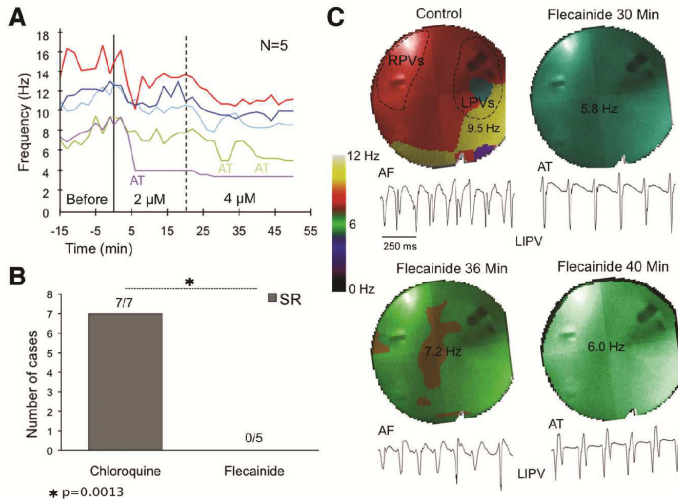 A
Frequency (Hz)
18
16
14
12
10
8
6
4
2
0
N=5
AT
AT
AT
Before
2 µM
4 µM
-15
-5
5
15
25
35
45
55
Time (min)
B
Number of cases
8
7
6
5
4
3
2
1
0
*
SR
7/7
0/5
Chloroquine
Flecainide
* p=0.0013
C
Control
RPVs
LPVs
9.5 Hz
12 Hz
6
0 Hz
AF
250 ms
Flecainide 30 Min
5.8 Hz
AT
LIPV
Flecainide 36 Min
7.2 Hz
AF
Flecainide 40 Min
6.0 Hz
AT
LIPV